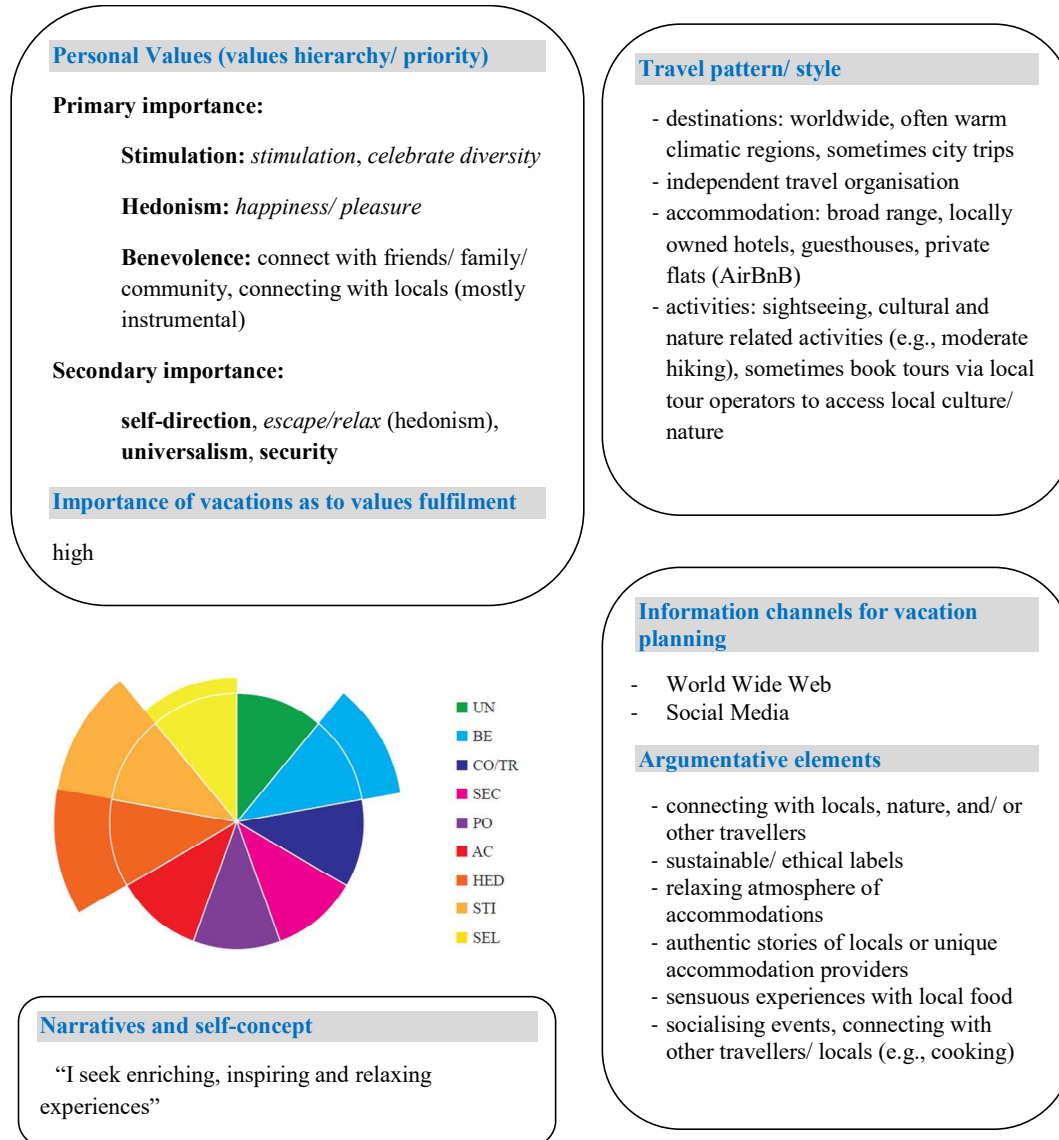 Personal Values (values hierarchy/ priority)
Primary importance:
Stimulation: stimulation, celebrate diversity
Hedonism: happiness/ pleasure
Benevolence: connect with friends/ family/
community, connecting with locals (mostly
instrumental)
Secondary importance:
self-direction, escape/relax (hedonism),
universalism, security
Importance of vacations as to values fulfilment
high
Travel pattern/ style
- destinations: worldwide, often warm
climatic regions, sometimes city trips
- independent travel organisation
- accommodation: broad range, locally
owned hotels, guesthouses, private
flats (AirBnB)
- activities: sightseeing, cultural and
nature related activities (e.g., moderate
hiking), sometimes book tours via local
tour operators to access local culture/
nature
UN
BE
CO/TR
SEC
PO
AC
HED
STI
SEL
Information channels for vacation
planning
- World Wide Web
- Social Media
Argumentative elements
- connecting with locals, nature, and/ or
other travellers
- sustainable/ ethical labels
- relaxing atmosphere of
accommodations
- authentic stories of locals or unique
accommodation providers
- sensuous experiences with local food
- socialising events, connecting with
other travellers/ locals (e.g., cooking)
Narratives and self-concept
“I seek enriching, inspiring and relaxing
experiences”